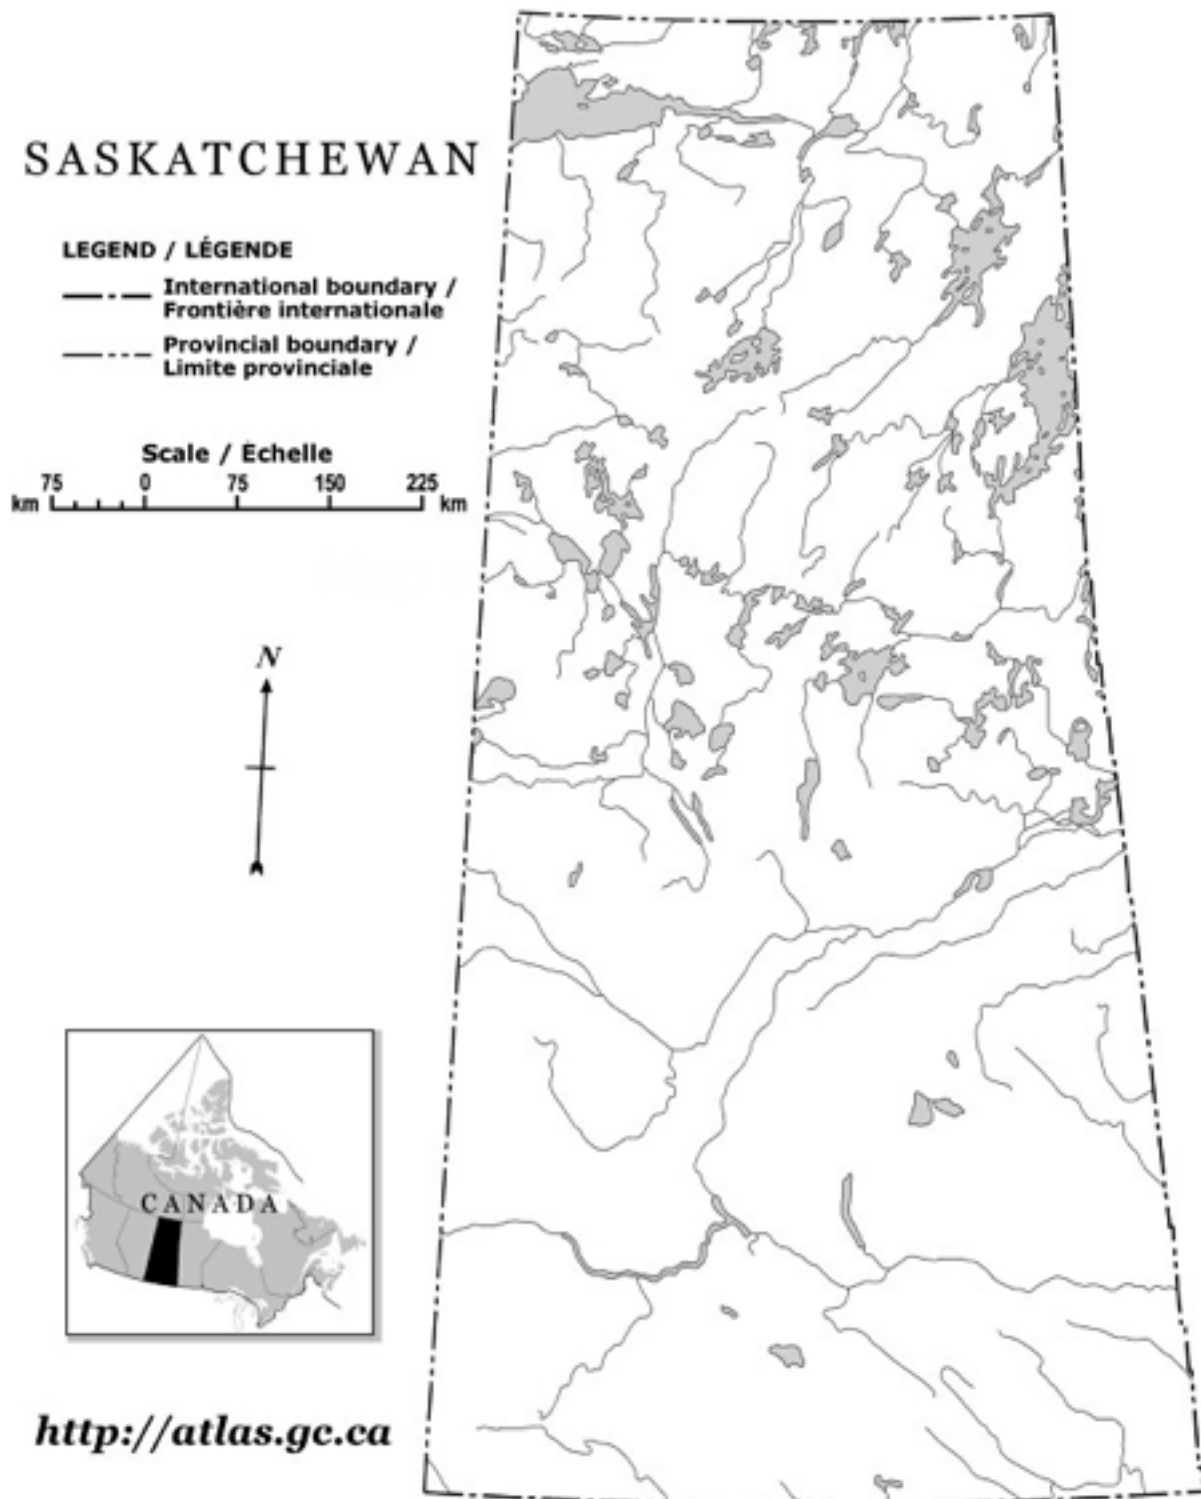 SASKATCHEWAN
LEGEND / LÉGENDE
International boundary /
Frontière internationale
Provincial boundary /
Limite provinciale
Scale / Échelle
75 0 75 150 225
km km
N
CANADA
http://atlas.gc.ca